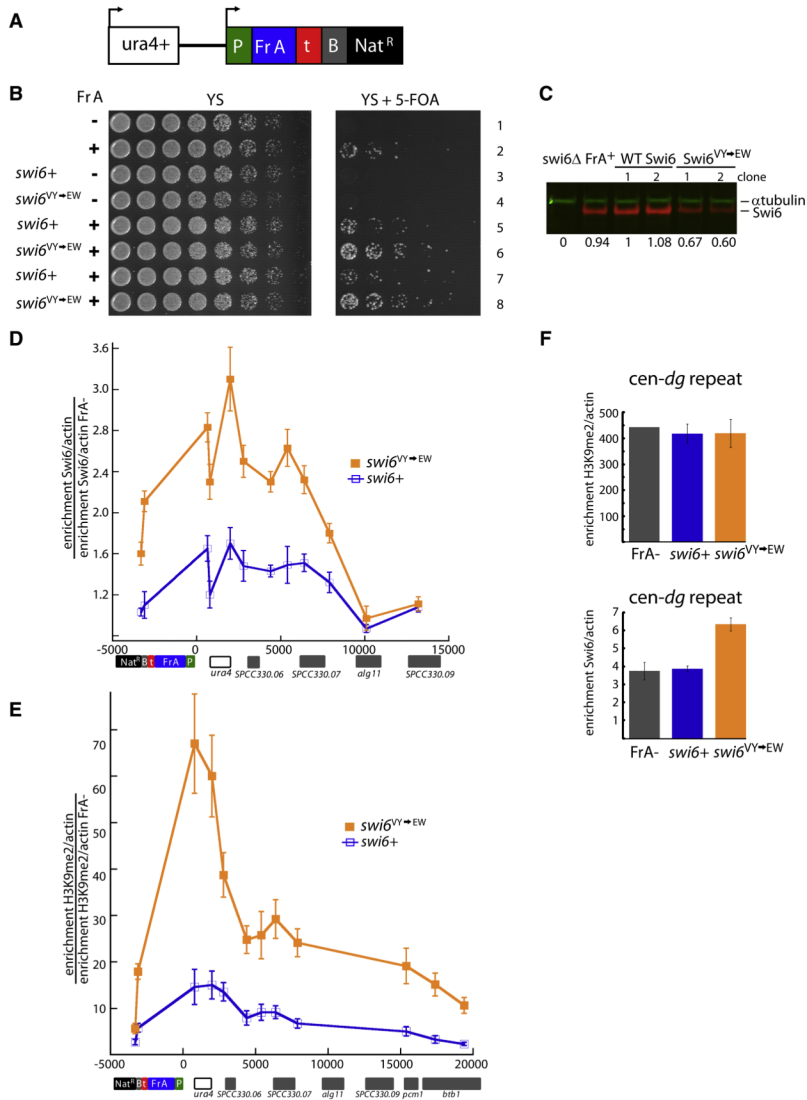 A
ura4+
P FrA t B Nat R
B
FrA YS YS + 5-FOA
- 1
+ 2
swi6+ - 3
swi6VY➡EW - 4
swi6+ + 5
swi6VY➡EW + 6
swi6+ + 7
swi6VY➡EW + 8
C
swi6Δ FrA+ WT Swi6 Swi6VY➡EW
1 2 1 2 clone
αtubulin
Swi6
0 0.94 1 1.08 0.67 0.60
D
enrichment Swi6/actin
enrichment Swi6/actin FrA-
3.6
3.2
2.8
2.4
2.0
1.6
1.2
swi6VY➡EW
swi6+
-5000 0 5000 10000 15000
NatR B t FrA P
ura4 SPCC330.06 SPCC330.07 alg11 SPCC330.09
E
enrichment H3K9me2/actin
enrichment H3K9me2/actin FrA-
70
60
50
40
30
20
10
swi6VY➡EW
swi6+
-5000 0 5000 10000 15000 20000
NatR B t FrA P
ura4 SPCC330.06 SPCC330.07 alg11 SPCC330.09 pcm1 btb1
F
cen-dg repeat
enrichment H3K9me2/actin
500
400
300
200
100
FrA- swi6+ swi6VY➡EW
cen-dg repeat
enrichment Swi6/actin
7
6
5
4
3
2
1
FrA- swi6+ swi6VY➡EW